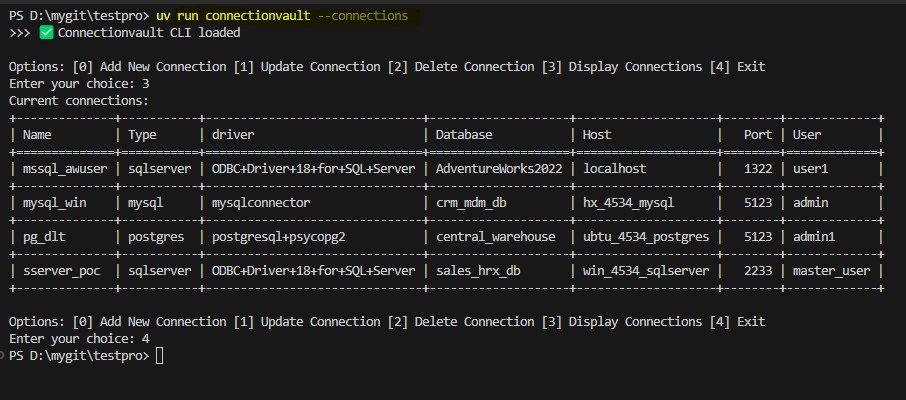 PS D:\mygit\testpro> uv run connectionvault --connections
>>> ✅ Connectionvault CLI loaded
Options: [0] Add New Connection [1] Update Connection [2] Delete Connection [3] Display Connections [4] Exit
Enter your choice: 3
Current connections:
| Name | Type | driver | Database | Host | Port | User |
| mssql_awuser | sqlserver | ODBC+Driver+18+for+SQL+Server | AdventureWorks2022 | localhost | 1322 | user1 |
| mysql_win | mysql | mysqlconnector | crm_mdm_db | hx_4534_mysql | 5123 | admin |
| pg_dlt | postgres | postgresql+psycopg2 | central_warehouse | ubtu_4534_postgres | 5123 | admin1 |
| sserver_poc | sqlserver | ODBC+Driver+18+for+SQL+Server | sales_hrx_db | win_4534_sqlserver | 2233 | master_user |
Options: [0] Add New Connection [1] Update Connection [2] Delete Connection [3] Display Connections [4] Exit
Enter your choice: 4
PS D:\mygit\testpro>